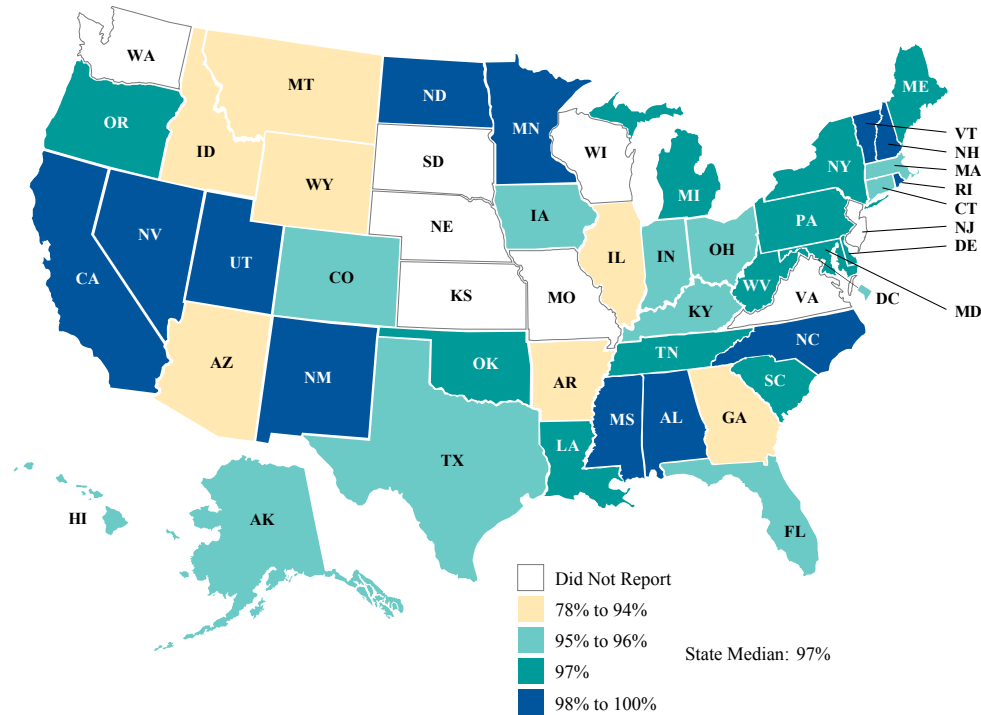 WA
MT
ND
MN
ME
OR
VT
ID
SD
WI
NH
NY
MA
WY
MI
RI
CT
IA
PA
NJ
NE
DE
NV
UT
IL
IN
OH
CA
CO
WV
KS
MO
VA
DC
KY
MD
NC
TN
AZ
OK
NM
AR
SC
MS
AL
GA
LA
TX
HI
AK
FL
Did Not Report
78% to 94%
95% to 96%
State Median: 97%
97%
98% to 100%